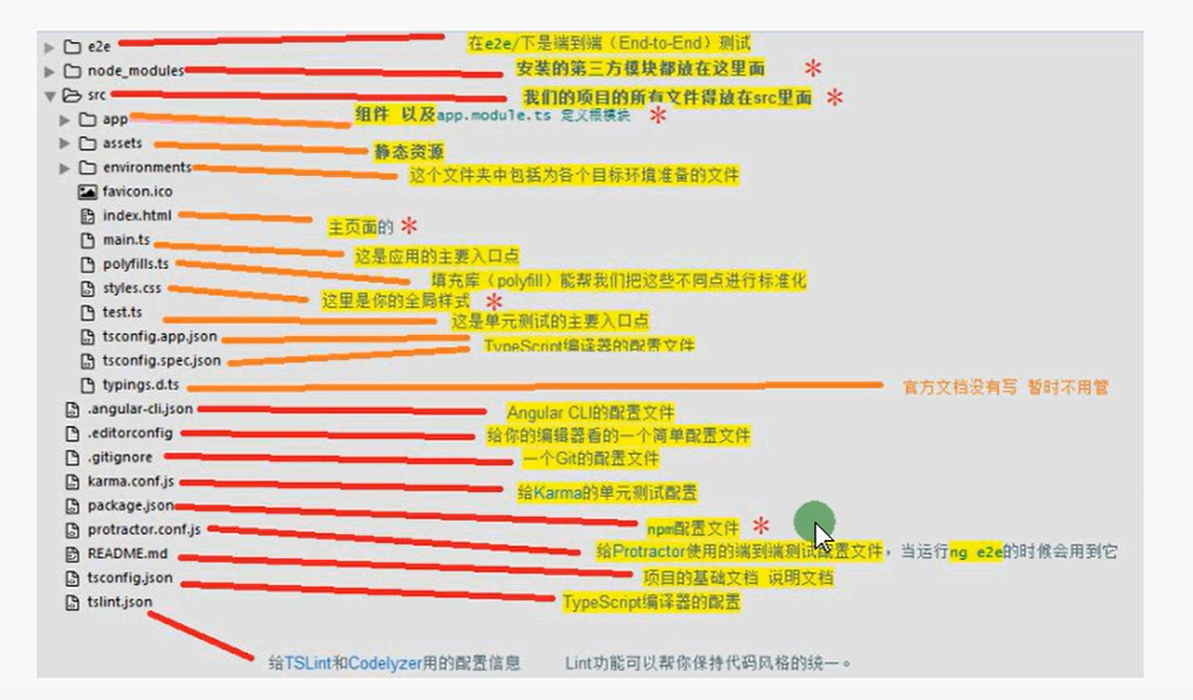 e2e 在e2e/下是端到端（End-to-End）测试
node_modules 安装的第三方模块都放在这里面 *
src 我们的项目的所有文件得放在src里面 *
app 组件 以及app.module.ts 定义根模块 *
assets 静态资源
environments 这个文件夹中包括为各个目标环境准备的文件
favicon.ico
index.html 主页面的 *
main.ts 这是应用的主要入口点
polyfills.ts 填充库（polyfill）能帮我们把这些不同点进行标准化
styles.css 这里是你的全局样式 *
test.ts 这是单元测试的主要入口点
tsconfig.app.json TypeScript编译器的配置文件
tsconfig.spec.json
typings.d.ts 官方文档没有写 暂时不用管
.angular-cli.json Angular CLI的配置文件
.editorconfig 给你的编辑器看的一个简单配置文件
.gitignore 一个Git的配置文件
karma.conf.js 给Karma的单元测试配置
package.json npm配置文件 *
protractor.conf.js 给Protractor使用的端到端测试配置文件，当运行ng e2e的时候会用到它
README.md 项目的基础文档 说明文档
tsconfig.json TypeScript编译器的配置
tslint.json 给TSLint和Codelyzer用的配置信息 Lint功能可以帮你保持代码风格的统一。